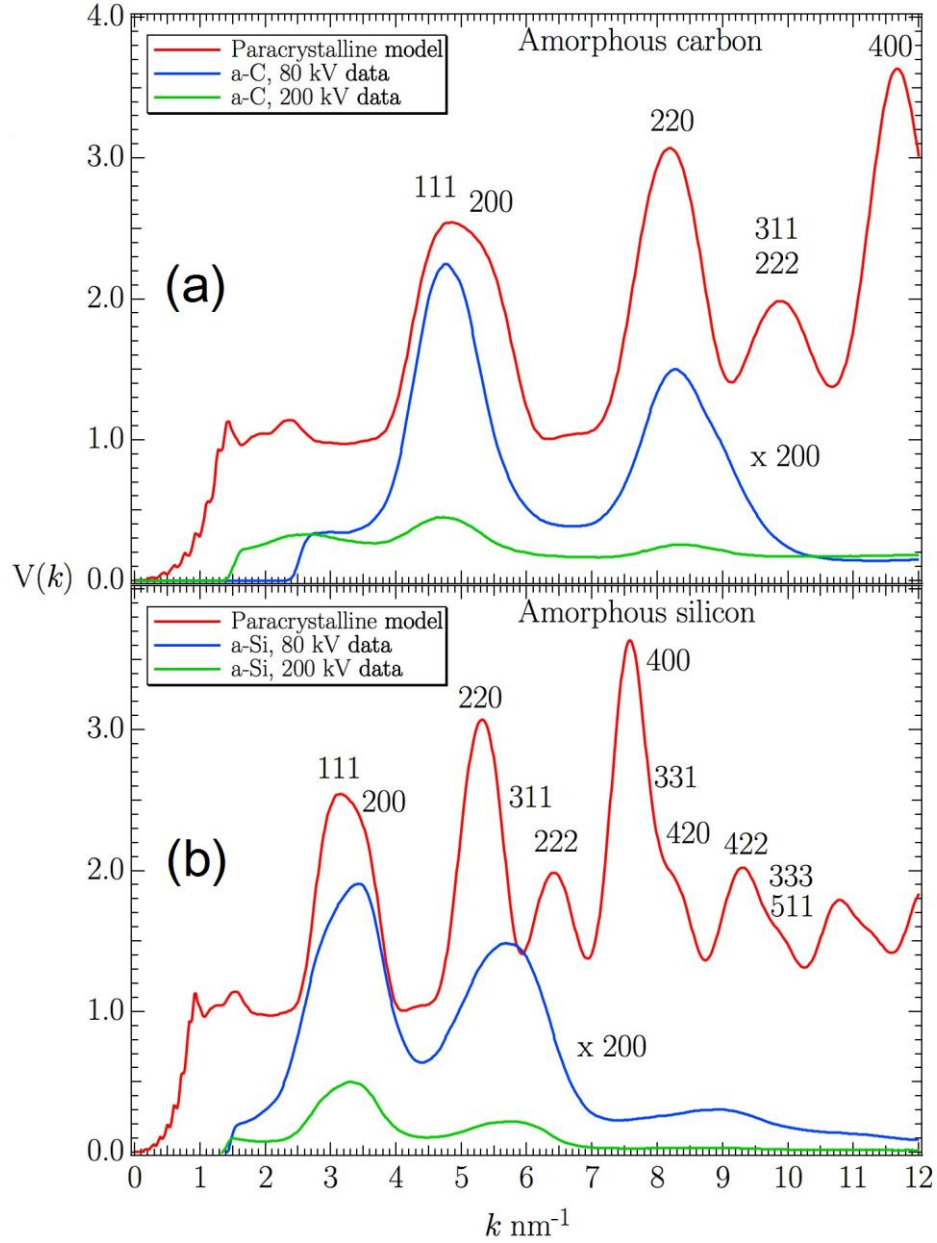 4.0
3.0
2.0
1.0
0.0
V(k)
Paracrystalline model
a-C, 80 kV data
a-C, 200 kV data
Amorphous carbon
400
220
111
200
311
222
(a)
x 200
3.0
2.0
1.0
0.0
Paracrystalline model
a-Si, 80 kV data
a-Si, 200 kV data
Amorphous silicon
220
400
111
200
311
331
222
420
422
333
511
(b)
x 200
0 1 2 3 4 5 6 7 8 9 10 11 12
k nm⁻¹